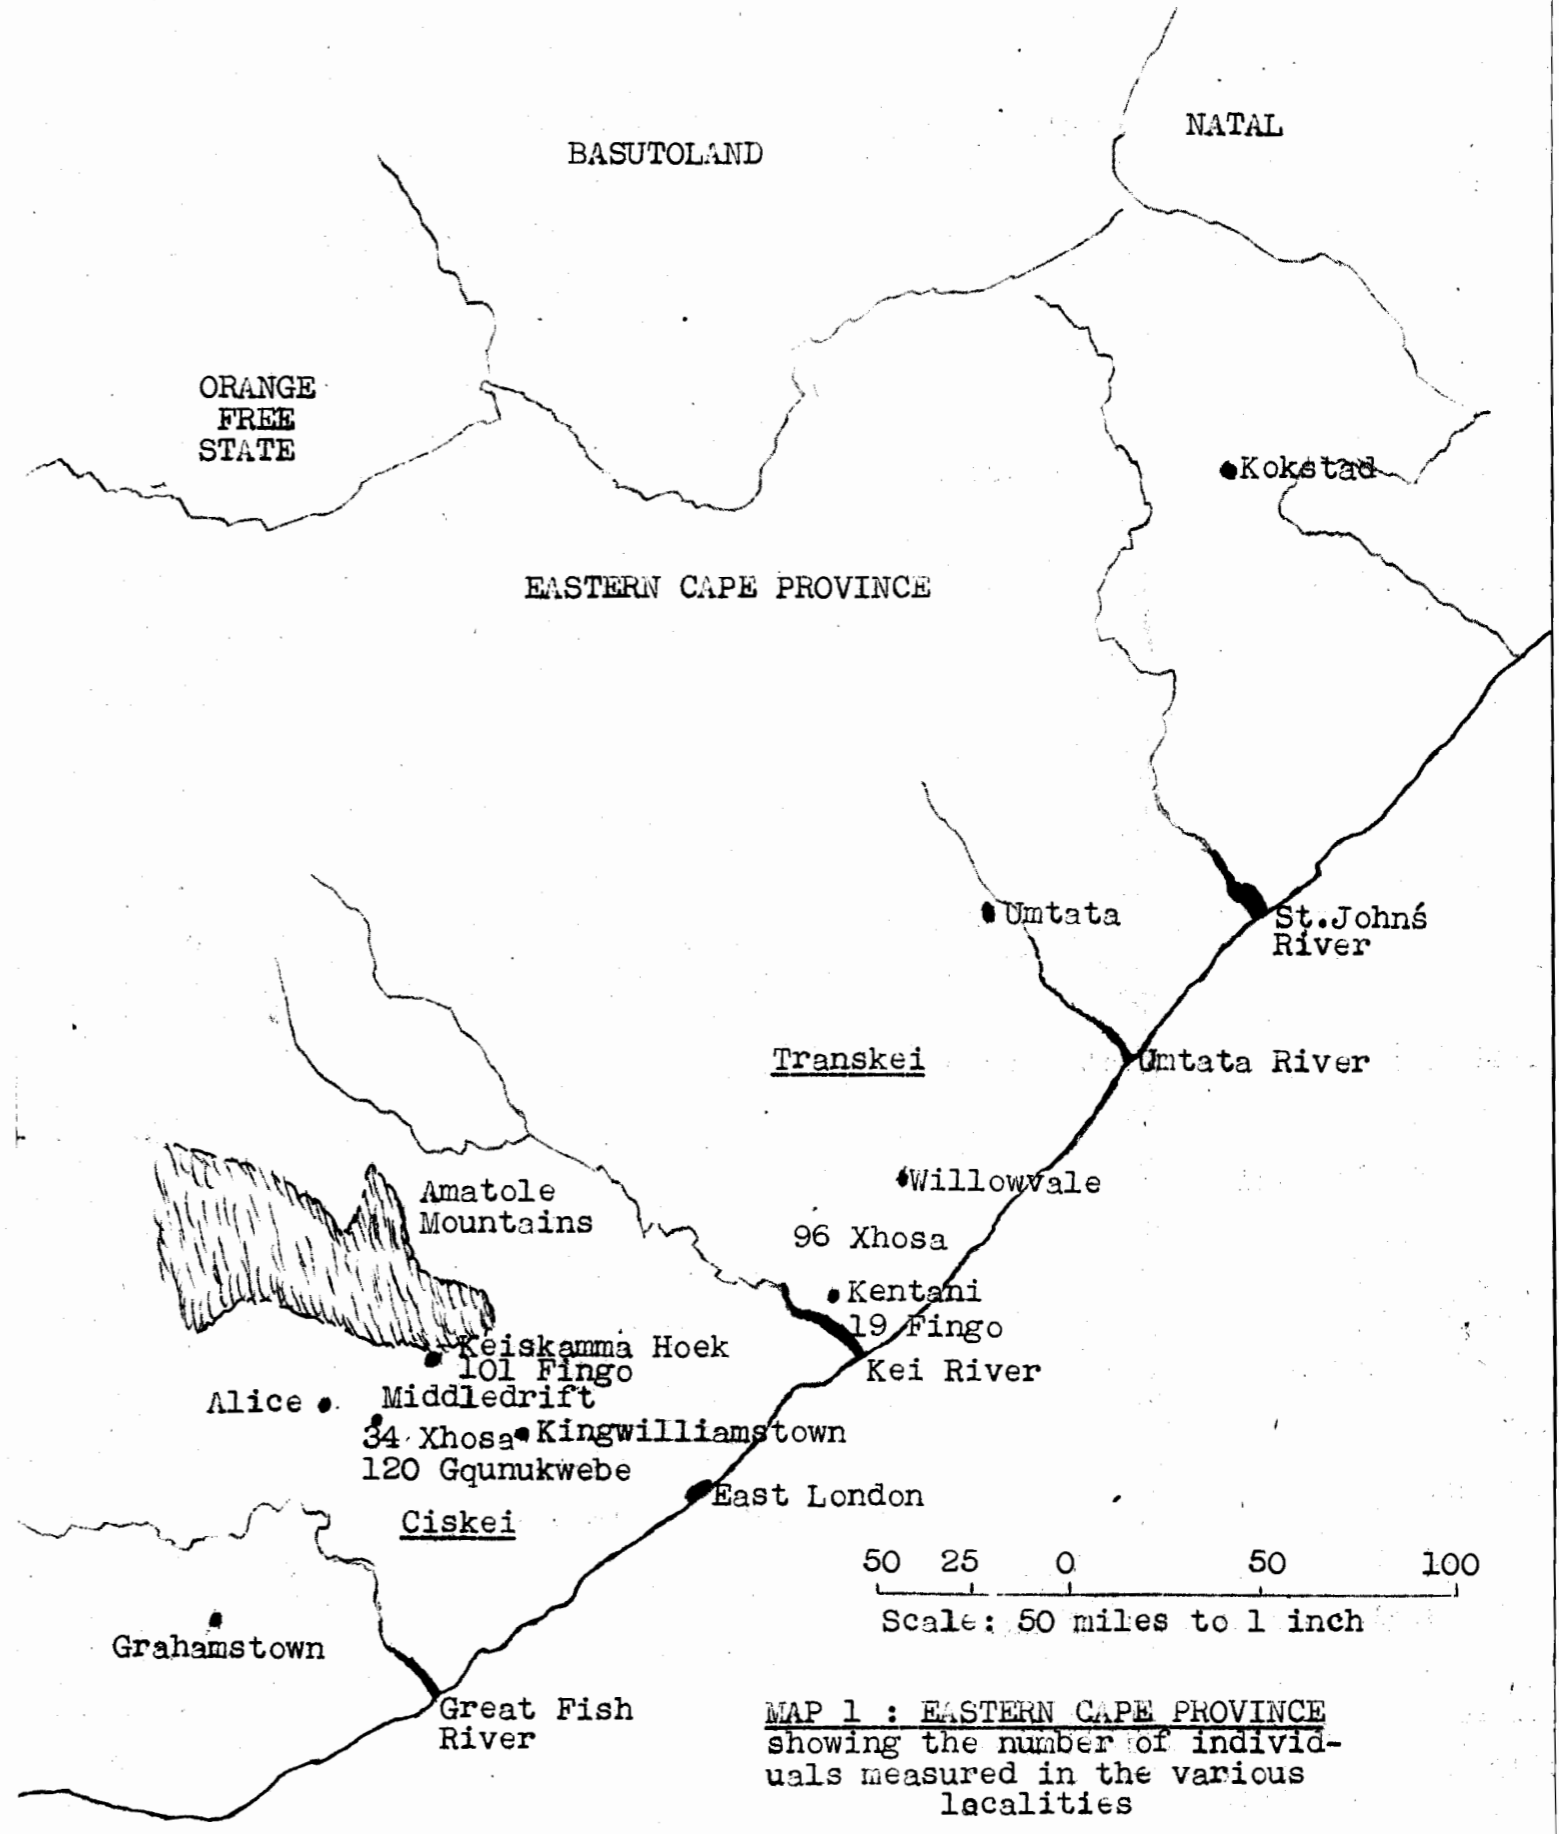 NATAL
BASUTOLAND
ORANGE
FREE
STATE
Kokstad
EASTERN CAPE PROVINCE
Umtata
St.John's
River
Transkei
Umtata River
Amatole
Mountains
Willowvale
96 Xhosa
Kentani
19 Fingo
Keiskamma Hoek
101 Fingo
Kei River
Alice
Middledrift
34 Xhosa
Kingwilliamstown
120 Gqunukwebe
East London
Ciskei
50 25 0 50 100
Scale: 50 miles to 1 inch
Grahamstown
Great Fish
River
MAP 1 : EASTERN CAPE PROVINCE
showing the number of individ-
uals measured in the various
localities